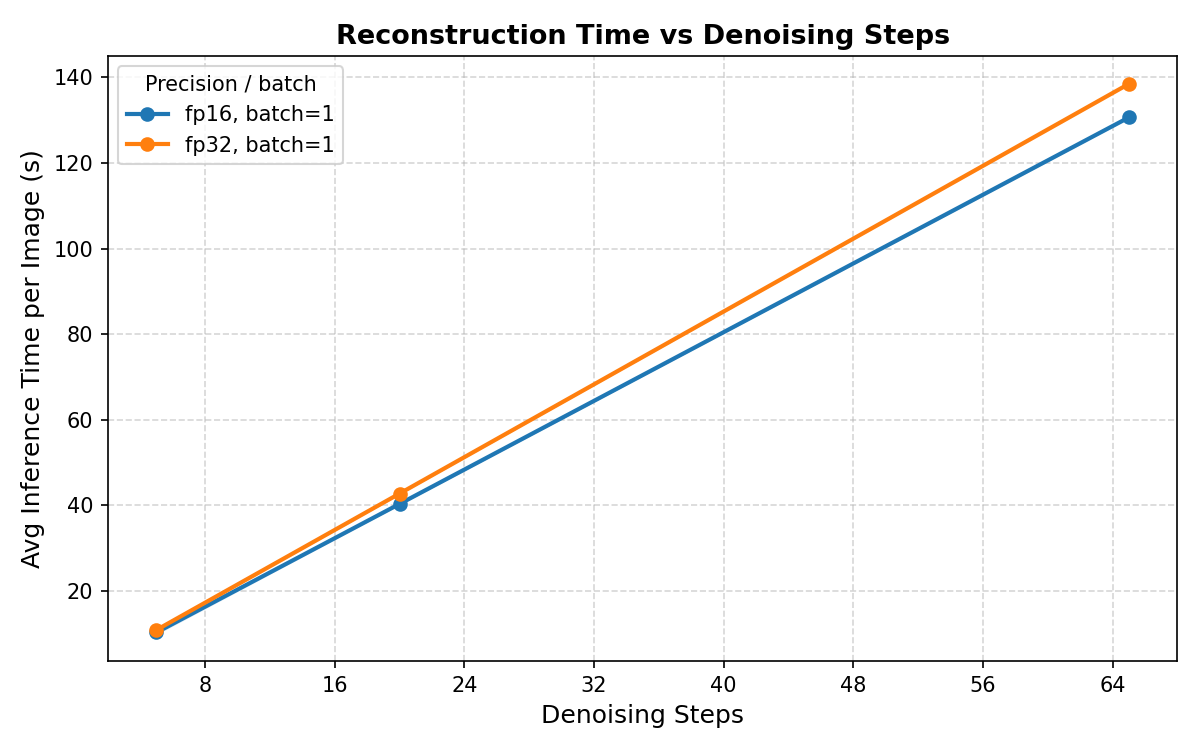 Reconstruction Time vs Denoising Steps
Precision / batch
fp16, batch=1
fp32, batch=1
Avg Inference Time per Image (s)
140
120
100
80
60
40
20
8 16 24 32 40 48 56 64
Denoising Steps